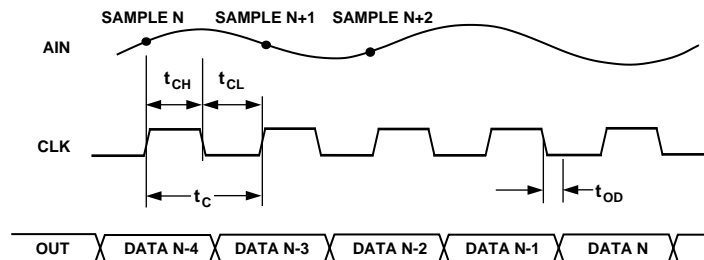 SAMPLE N SAMPLE N+1 SAMPLE N+2
AIN
tCH tCL
CLK
tC tOD
OUT DATA N-4 DATA N-3 DATA N-2 DATA N-1 DATA N